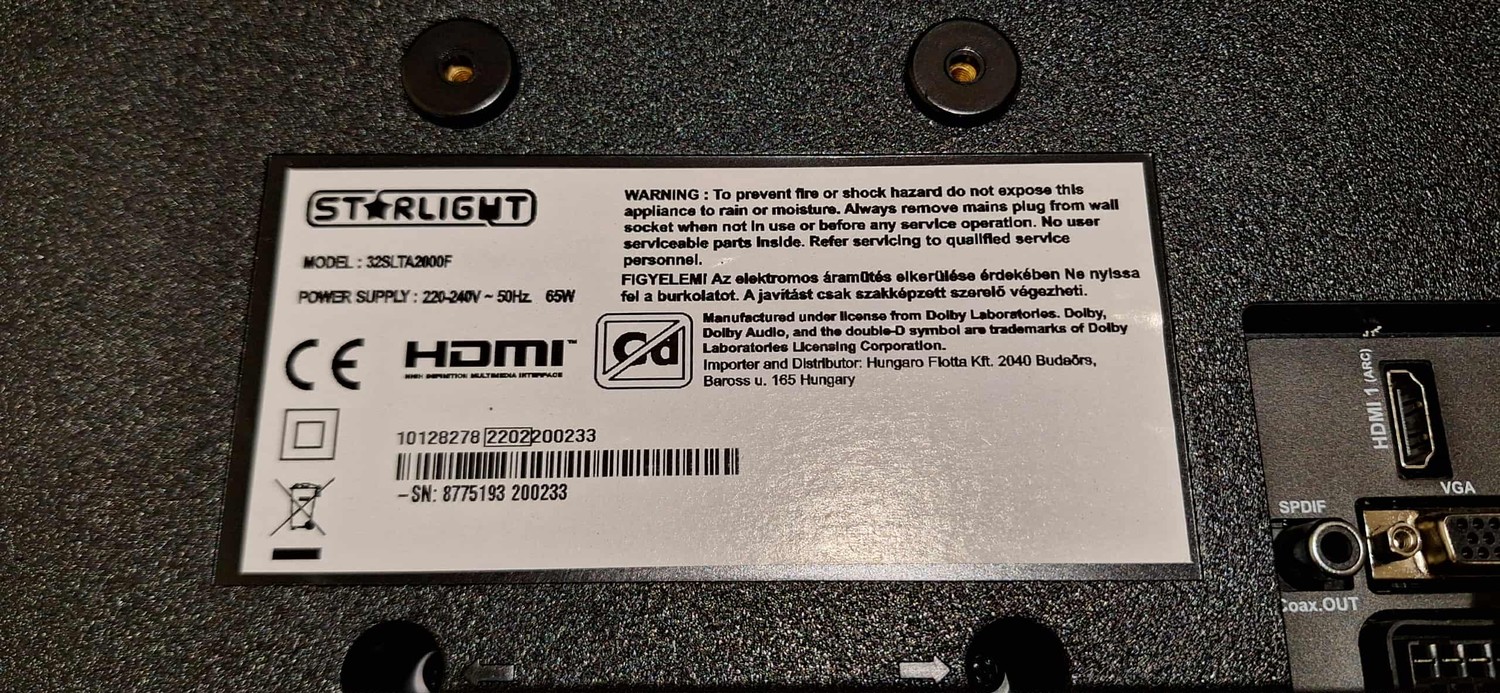 STARLIGHT
MODEL : 32SLTA2000F
POWER SUPPLY : 220-240V ~ 50Hz. 65W
CE HDMI™
HIGH DEFINITION MULTIMEDIA INTERFACE
WARNING : To prevent fire or shock hazard do not expose this
appliance to rain or moisture. Always remove mains plug from wall
socket when not in use or before any service operation. No user
serviceable parts inside. Refer servicing to qualified service
personnel.
FIGYELEM! Az elektromos áramütés elkerülése érdekében Ne nyissa
fel a burkolatot. A javítást csak szakképzett szerelő végezheti.
Cd
Manufactured under license from Dolby Laboratories. Dolby,
Dolby Audio, and the double-D symbol are trademarks of Dolby
Laboratories Licensing Corporation.
Importer and Distributor: Hungaro Flotta Kft. 2040 Budaörs,
Baross u. 165 Hungary
10128278 2202200233
-SN: 8775193 200233
HDMI 1 (ARC)
VGA
SPDIF
Coax.OUT